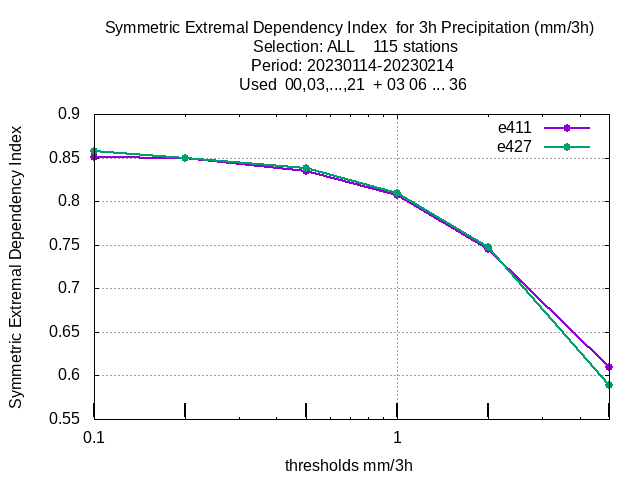 Symmetric Extremal Dependency Index  for 3h Precipitation (mm/3h)
Selection: ALL    115 stations
Period: 20230114-20230214
Used  00,03,...,21  + 03 06 ... 36
Symmetric Extremal Dependency Index
0.9
0.85
0.8
0.75
0.7
0.65
0.6
0.55
e411
e427
0.1
1
thresholds mm/3h